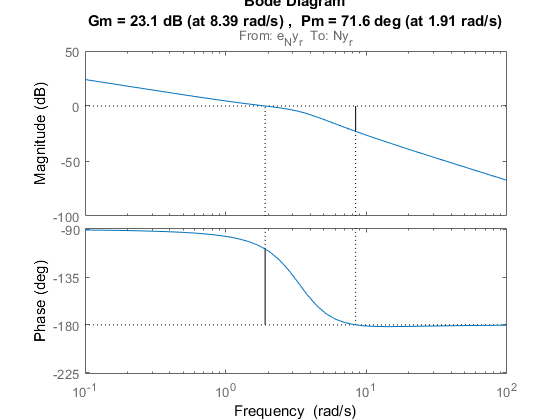 Bode Diagram
Gm = 23.1 dB (at 8.39 rad/s) , Pm = 71.6 deg (at 1.91 rad/s)
From: e_Ny_r To: Ny_r
50
0
-50
-100
Magnitude (dB)
-90
-135
-180
-225
Phase (deg)
10^-1
10^0
10^1
10^2
Frequency (rad/s)